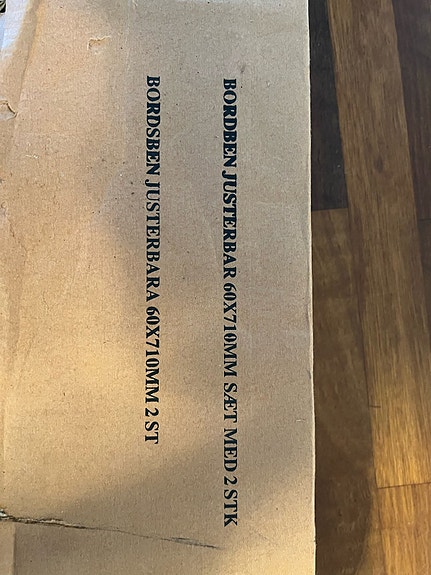 BORDBEN JUSTERBAR 60X710MM SÆT MED 2 STK
BORDSBEN JUSTERBARA 60X710MM 2 ST